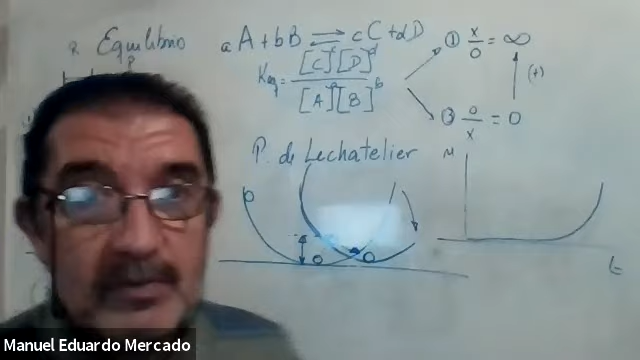 Equilibrio
aA + bB ⇌ cC + dD
Keq = [C]^c [D]^d / [A]^a [B]^b
① x/0 = ∞
(+)
② 0/x = 0
P. de Lechatelier
M
t
Manuel Eduardo Mercado